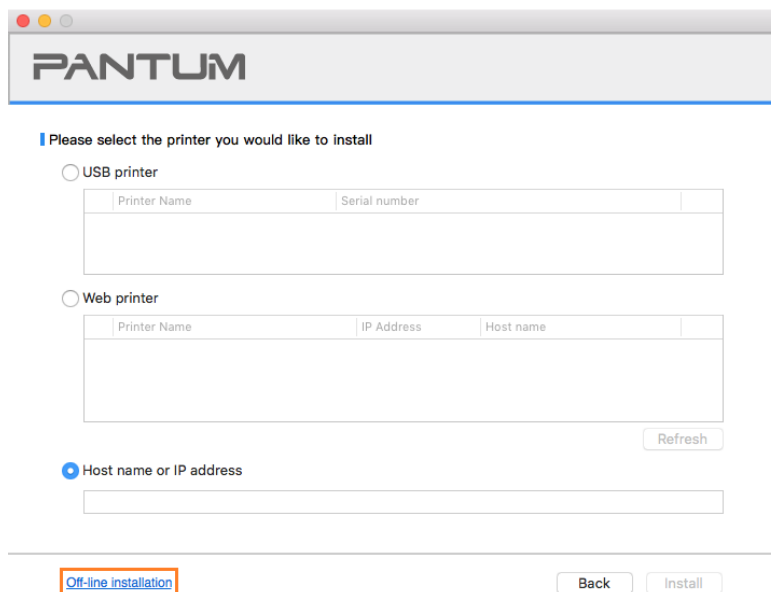 PANTUM
Please select the printer you would like to install
USB printer
Printer Name Serial number
Web printer
Printer Name IP Address Host name
Refresh
Host name or IP address
Off-line installation Back Install